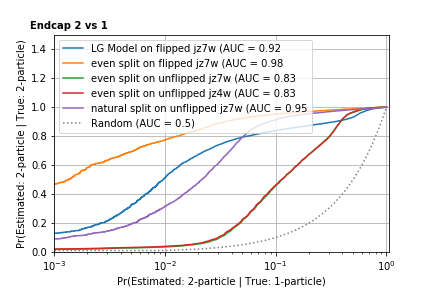 Endcap 2 vs 1
Pr(Estimated: 2-particle | True: 2-particle)
1.4
1.2
1.0
0.8
0.6
0.4
0.2
0.0
LG Model on flipped jz7w (AUC = 0.92
even split on flipped jz7w (AUC = 0.98
even split on unflipped jz7w (AUC = 0.83
even split on unflipped jz4w (AUC = 0.83
natural split on unflipped jz7w (AUC = 0.95
Random (AUC = 0.5)
10⁻³ 10⁻² 10⁻¹ 10⁰
Pr(Estimated: 2-particle | True: 1-particle)